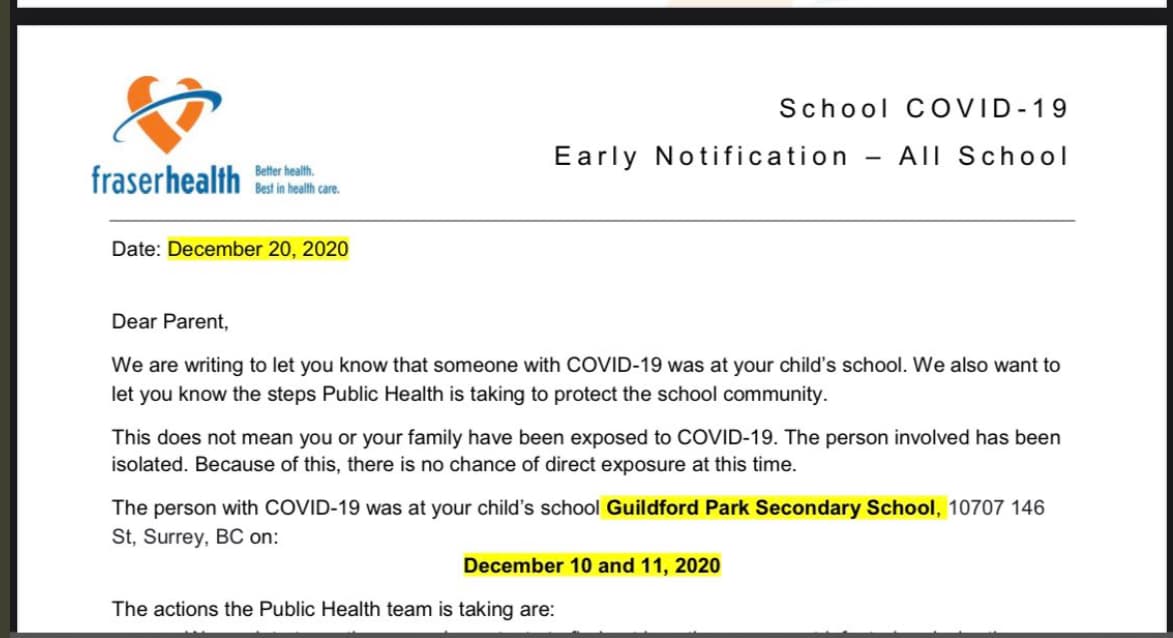 School COVID-19
Early Notification – All School
fraserhealth
Better health.
Best in health care.
Date: December 20, 2020
Dear Parent,
We are writing to let you know that someone with COVID-19 was at your child's school. We also want to
let you know the steps Public Health is taking to protect the school community.
This does not mean you or your family have been exposed to COVID-19. The person involved has been
isolated. Because of this, there is no chance of direct exposure at this time.
The person with COVID-19 was at your child's school Guildford Park Secondary School, 10707 146
St, Surrey, BC on:
December 10 and 11, 2020
The actions the Public Health team is taking are: